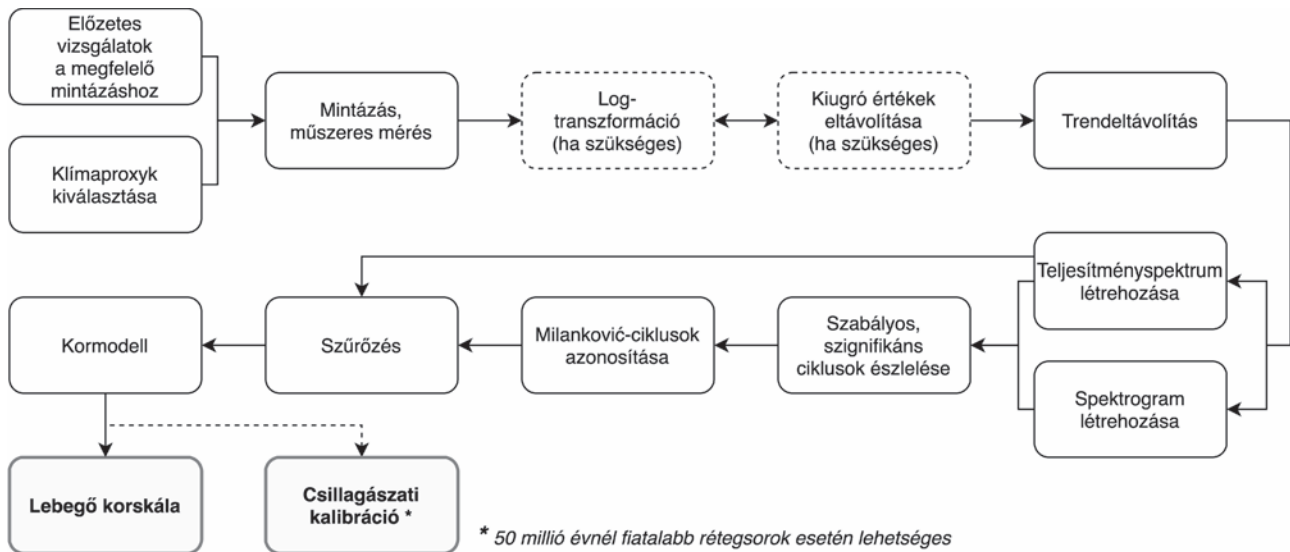 Előzetes
vizsgálatok
a megfelelő
mintázáshoz
Klímaproxyk
kiválasztása
Mintázás,
műszeres mérés
Log-
transzformáció
(ha szükséges)
Kiugró értékek
eltávolítása
(ha szükséges)
Trendeltávolítás
Teljesítményspektrum
létrehozása
Spektrogram
létrehozása
Szabályos,
szignifikáns
ciklusok észlelése
Milanković-ciklusok
azonosítása
Szűrőzés
Kormodell
Lebegő korskála
Csillagászati
kalibráció *
* 50 millió évnél fiatalabb rétegsorok esetén lehetséges